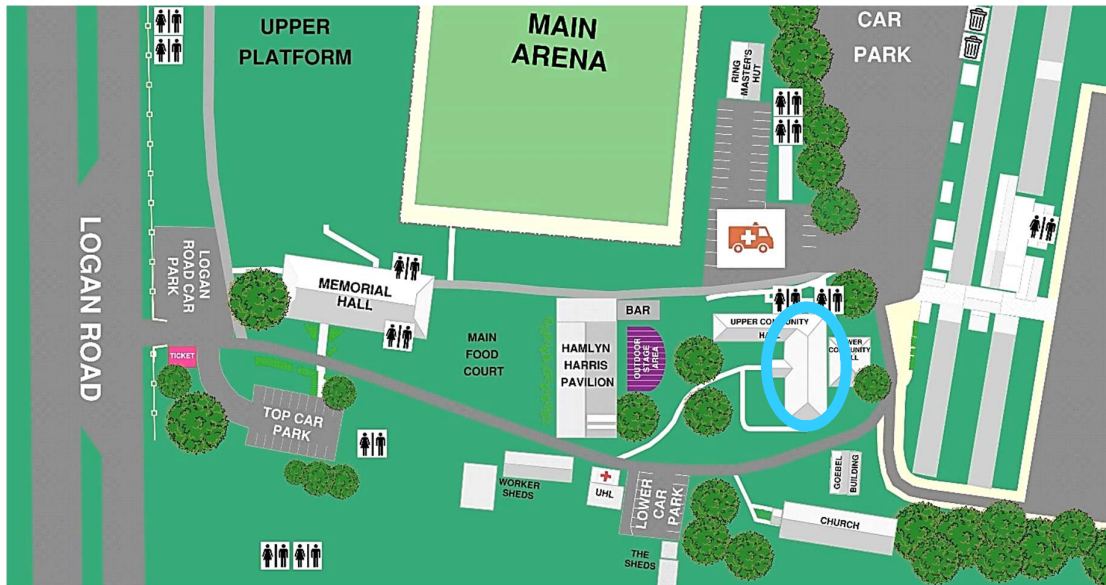 UPPER
PLATFORM
MAIN
ARENA
CAR
PARK
RING
MASTER'S
HUT
LOGAN ROAD
LOGAN
ROAD CAR
PARK
MEMORIAL
HALL
TICKET
TOP CAR
PARK
MAIN
FOOD
COURT
HAMLYN
HARRIS
PAVILION
BAR
OUTDOOR
STAGE
AREA
UPPER COMMUNITY
HALL
COMMUNITY
WORKER
SHEDS
UHL
LOWER
CAR
PARK
THE
SHEDS
GOEBEL
BUILDING
CHURCH